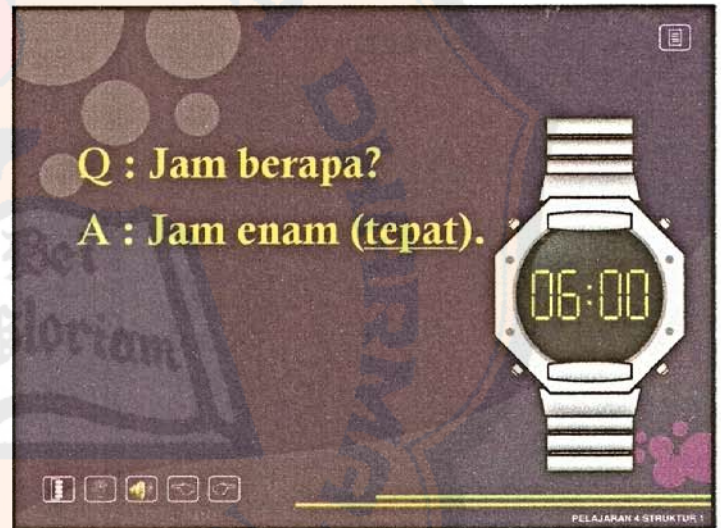 Q : Jam berapa?
A : Jam enam (tepat).
06:00
PELAJARAN 4 STRUKTUR 1